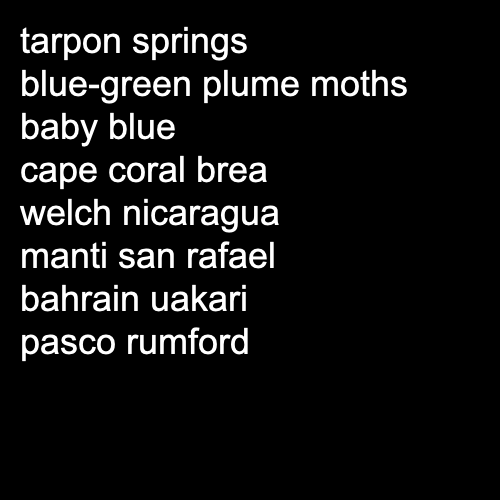 tarpon springs
blue-green plume moths
baby blue
cape coral brea
welch nicaragua
manti san rafael
bahrain uakari
pasco rumford